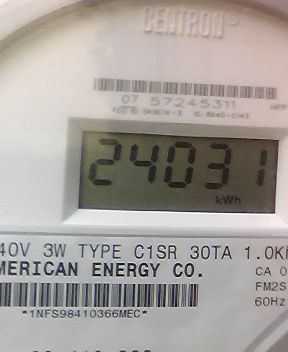 CENTRON®
07 57245311
24031
kWh
40V 3W TYPE C1SR 30TA 1.0K
MERICAN ENERGY CO.
CA 0
FM2S
60Hz
*1NFS98410366MEC*